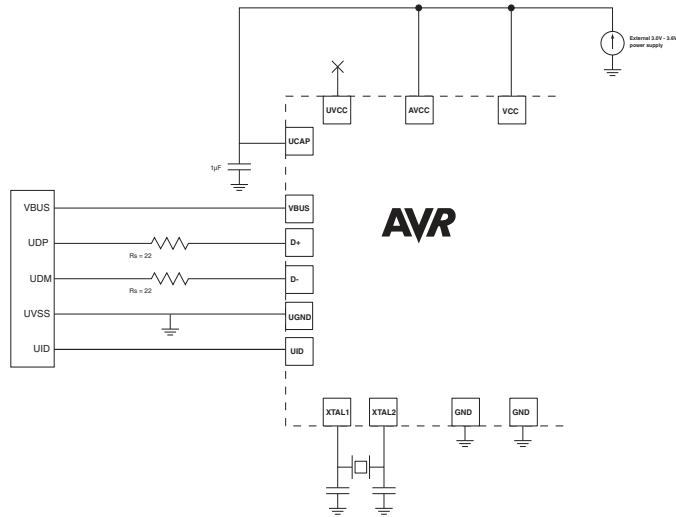 External 3.0V - 3.6V
power supply
UVCC
AVCC
VCC
UCAP
1µF
VBUS
VBUS
UDP
Rs = 22
D+
UDM
Rs = 22
D-
UVSS
UGND
UID
UID
AVR
XTAL1
XTAL2
GND
GND